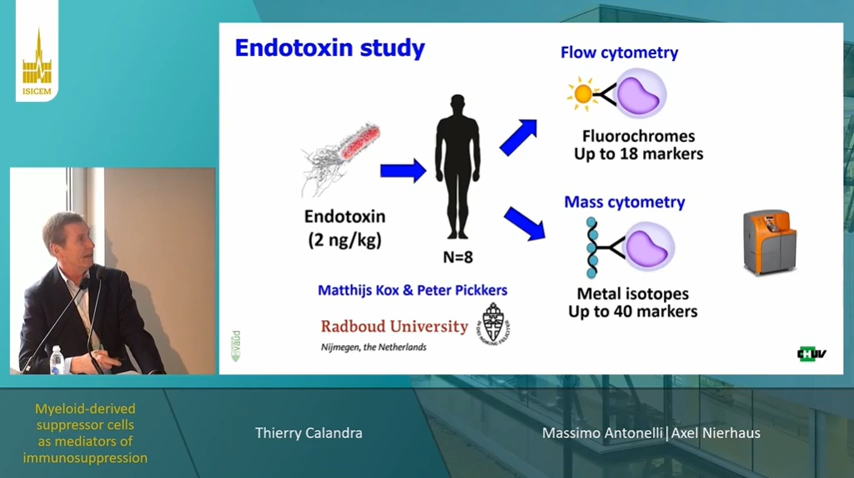 ISICEM
Endotoxin study
Flow cytometry
Fluorochromes
Up to 18 markers
Endotoxin
(2 ng/kg)
N=8
Mass cytometry
Metal isotopes
Up to 40 markers
Matthijs Kox & Peter Pickkers
Radboud University
Nijmegen, the Netherlands
vaud
CHUV
Myeloid-derived
suppressor cells
as mediators of
immunosuppression
Thierry Calandra
Massimo Antonelli|Axel Nierhaus